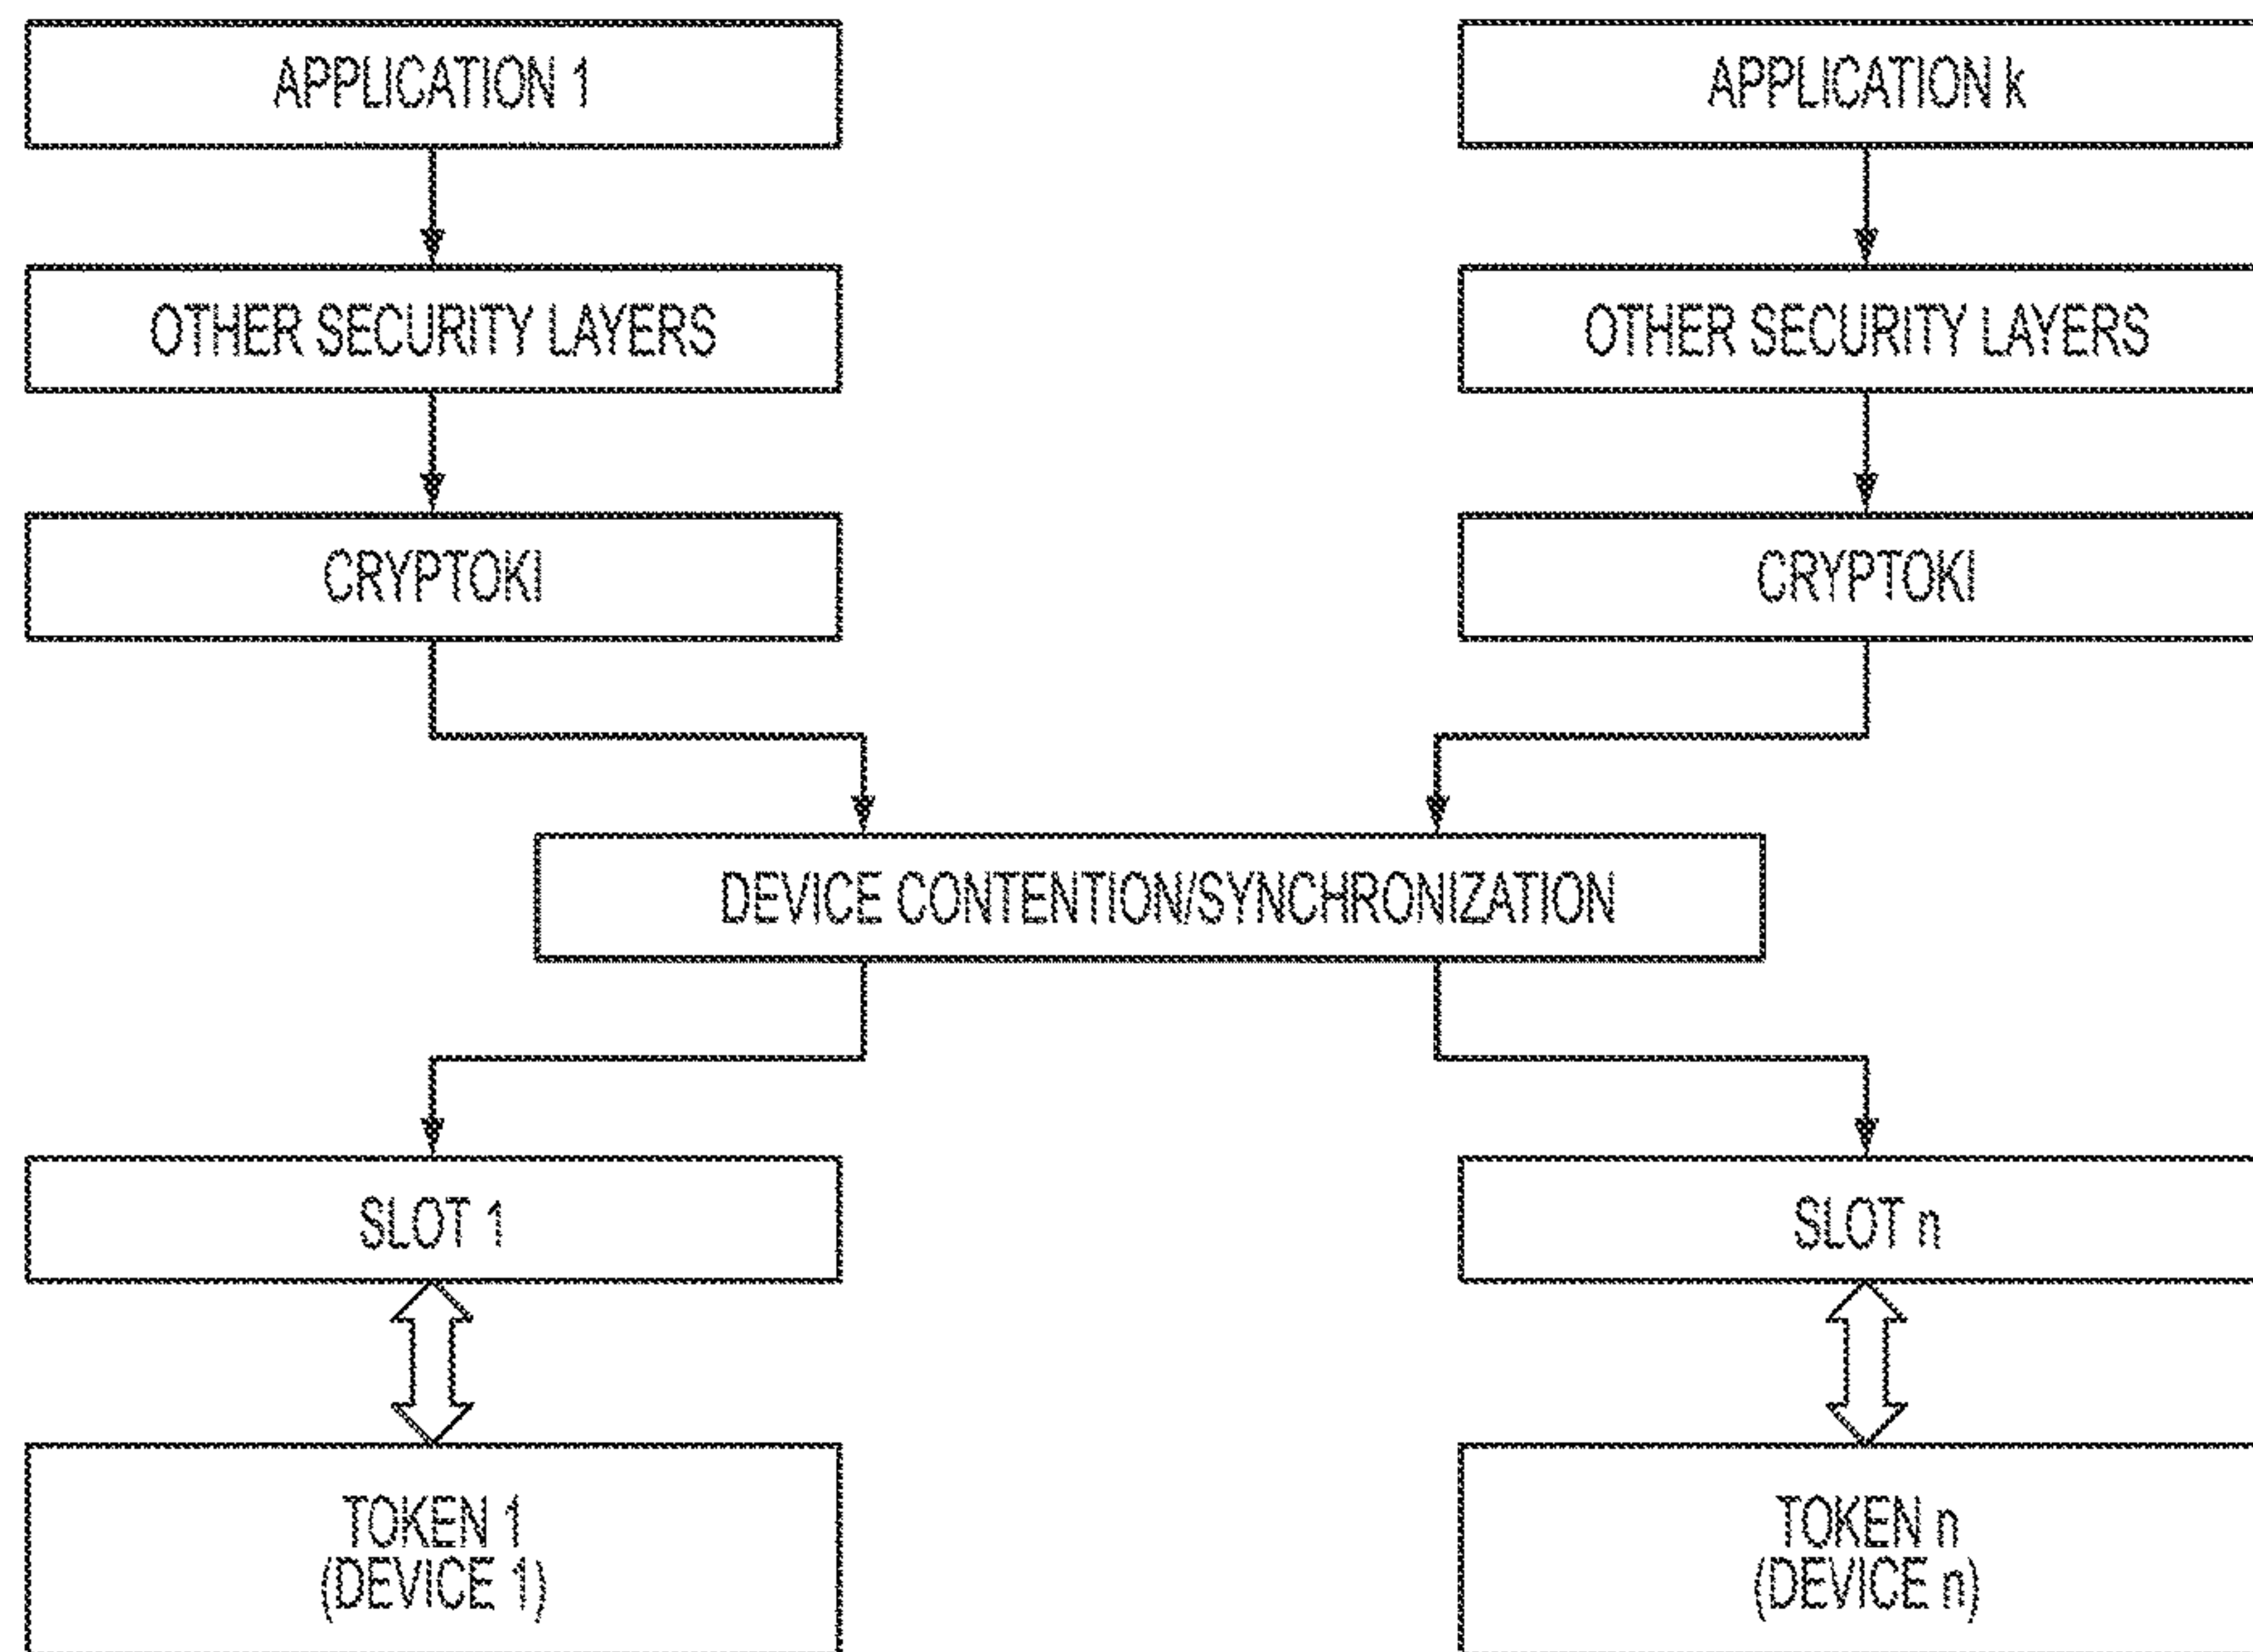 APPLICATION 1
APPLICATION k
OTHER SECURITY LAYERS
OTHER SECURITY LAYERS
CRYPTOKI
CRYPTOKI
DEVICE CONTENTION/SYNCHRONIZATION
SLOT 1
SLOT n
TOKEN 1
(DEVICE 1)
TOKEN n
(DEVICE n)